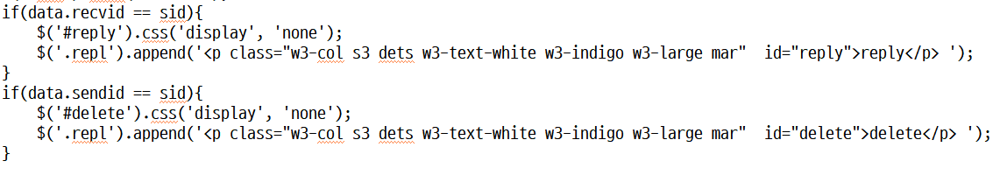 if(data.recvid == sid){
    $('#reply').css('display', 'none');
    $('.repl').append('<p class="w3-col s3 dets w3-text-white w3-indigo w3-large mar"  id="reply">reply</p> ');
}
if(data.sendid == sid){
    $('#delete').css('display', 'none');
    $('.repl').append('<p class="w3-col s3 dets w3-text-white w3-indigo w3-large mar"  id="delete">delete</p> ');
}